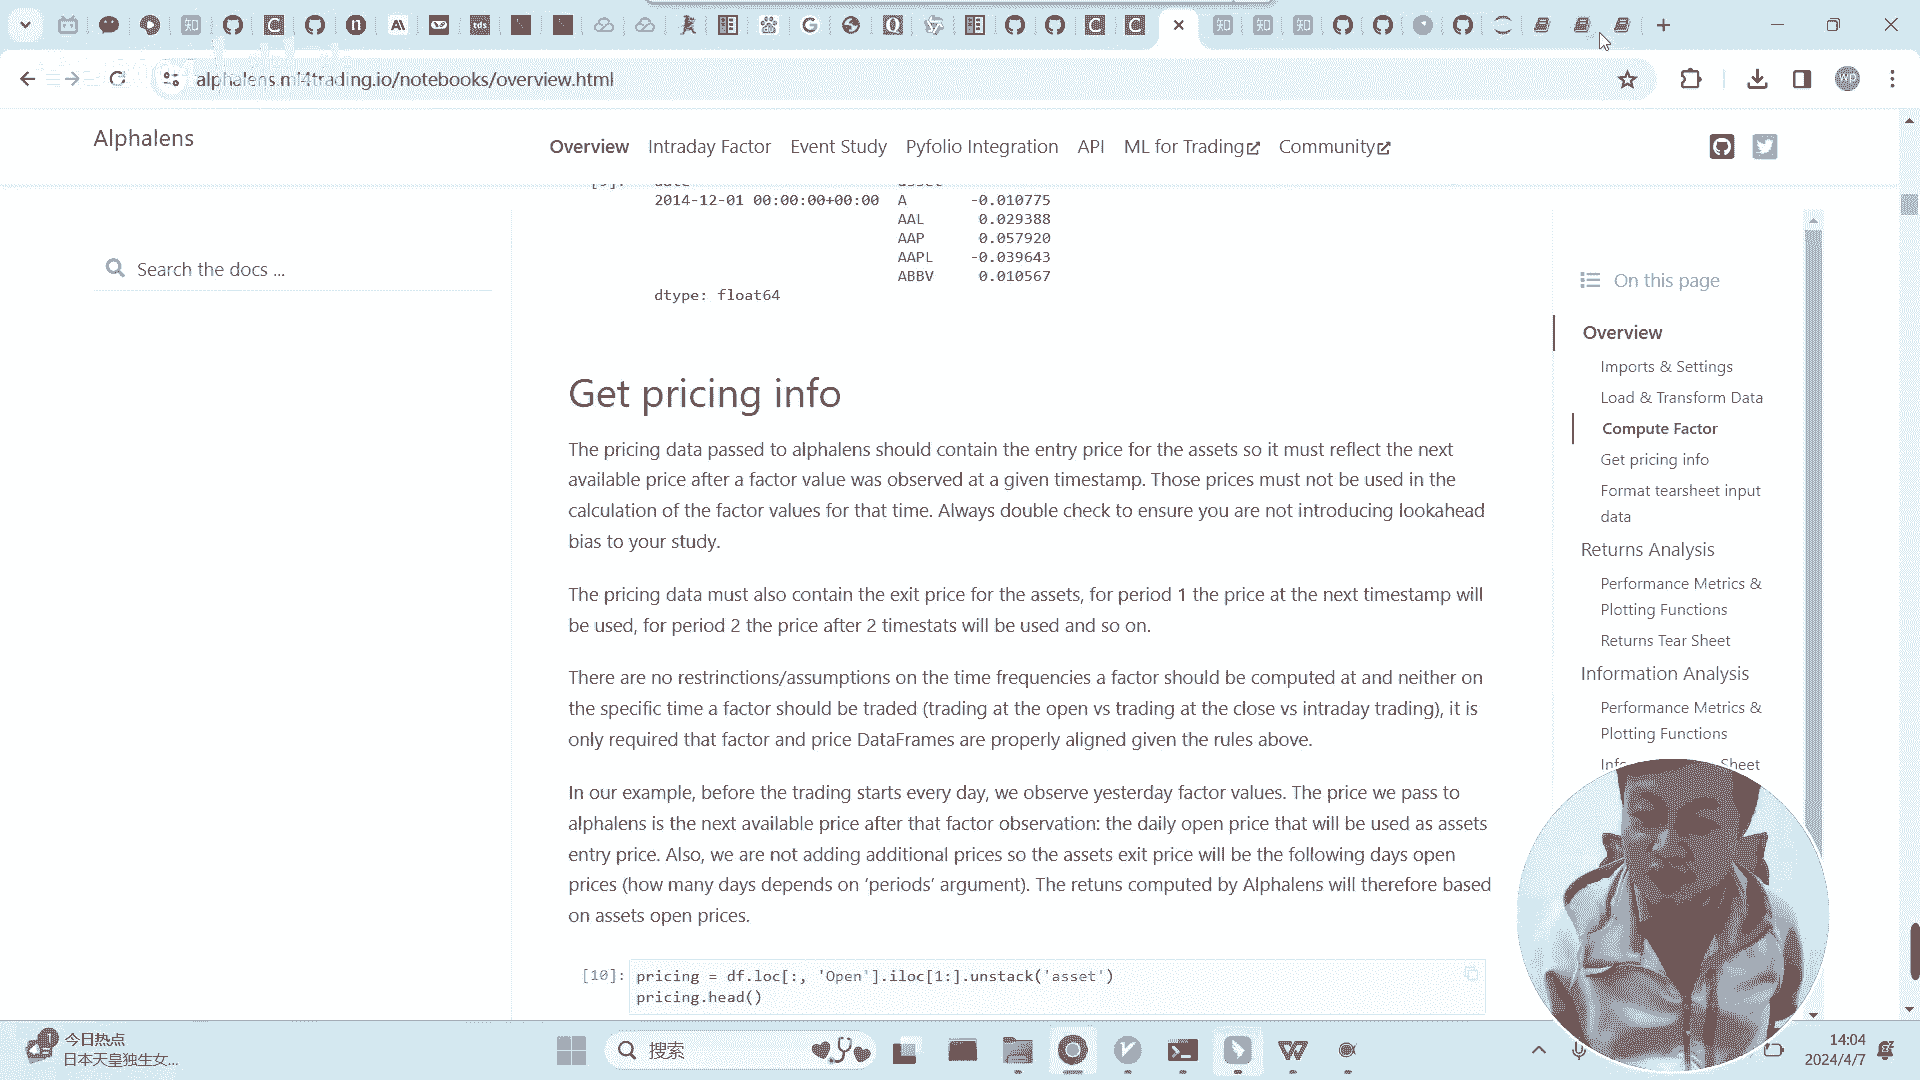 alphalens.ml4trading.io/notebooks/overview.html
wp
Alphalens
Overview Intraday Factor Event Study Pyfolio Integration API ML for Trading Community
Search the docs ...
2014-12-01 00:00:00+00:00 A -0.010775
AAL 0.029388
AAP 0.057920
AAPL -0.039643
ABBV 0.010567
dtype: float64
Get pricing info
The pricing data passed to alphalens should contain the entry price for the assets so it must reflect the next
available price after a factor value was observed at a given timestamp. Those prices must not be used in the
calculation of the factor values for that time. Always double check to ensure you are not introducing lookahead
bias to your study.
The pricing data must also contain the exit price for the assets, for period 1 the price at the next timestamp will
be used, for period 2 the price after 2 timestats will be used and so on.
There are no restrinctions/assumptions on the time frequencies a factor should be computed at and neither on
the specific time a factor should be traded (trading at the open vs trading at the close vs intraday trading), it is
only required that factor and price DataFrames are properly aligned given the rules above.
In our example, before the trading starts every day, we observe yesterday factor values. The price we pass to
alphalens is the next available price after that factor observation: the daily open price that will be used as assets
entry price. Also, we are not adding additional prices so the assets exit price will be the following days open
prices (how many days depends on ‘periods’ argument). The retuns computed by Alphalens will therefore based
on assets open prices.
[10]: pricing = df.loc[:, 'Open'].iloc[1:].unstack('asset')
pricing.head()
On this page
Overview
Imports & Settings
Load & Transform Data
Compute Factor
Get pricing info
Format tearsheet input
data
Returns Analysis
Performance Metrics &
Plotting Functions
Returns Tear Sheet
Information Analysis
Performance Metrics &
Plotting Functions
Sheet
今日热点
日本天皇独生女...
搜索
14:04
2024/4/7